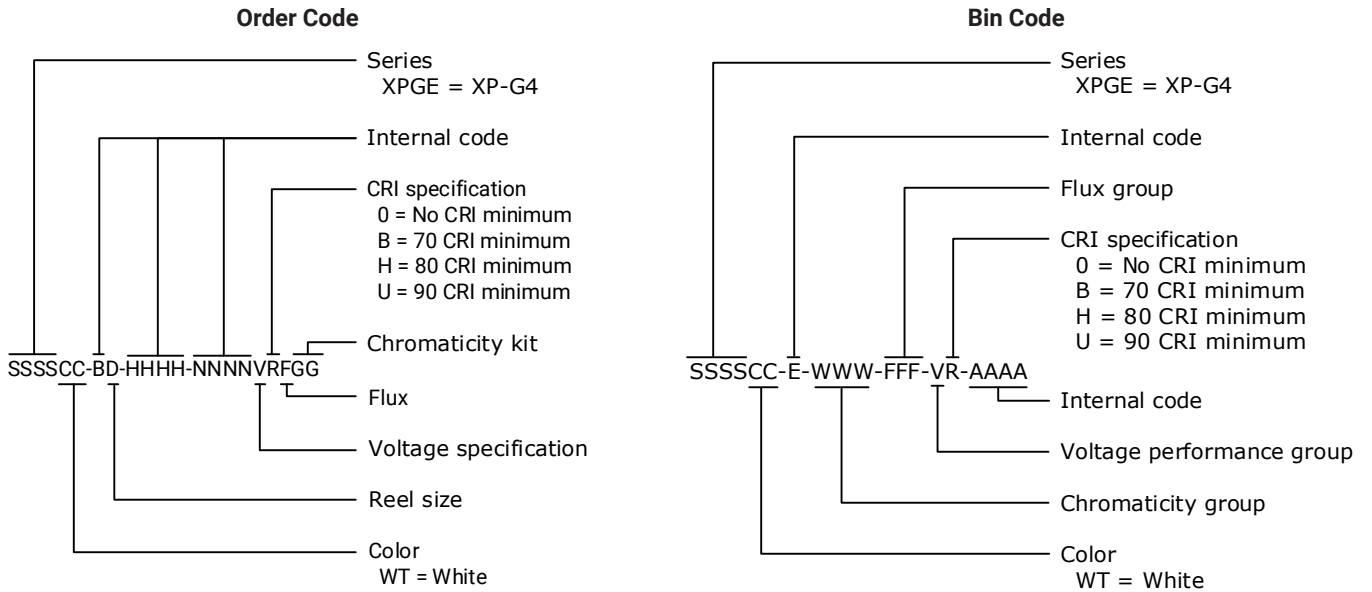 Order Code
Series
XPGE = XP-G4
Internal code
CRI specification
0 = No CRI minimum
B = 70 CRI minimum
H = 80 CRI minimum
U = 90 CRI minimum
Chromaticity kit
SSSSCC-BD-HHHH-NNNNVRFGG
Flux
Voltage specification
Reel size
Color
WT = White
Bin Code
Series
XPGE = XP-G4
Internal code
Flux group
CRI specification
0 = No CRI minimum
B = 70 CRI minimum
H = 80 CRI minimum
U = 90 CRI minimum
SSSSCC-E-WWW-FFF-VR-AAAA
Internal code
Voltage performance group
Chromaticity group
Color
WT = White